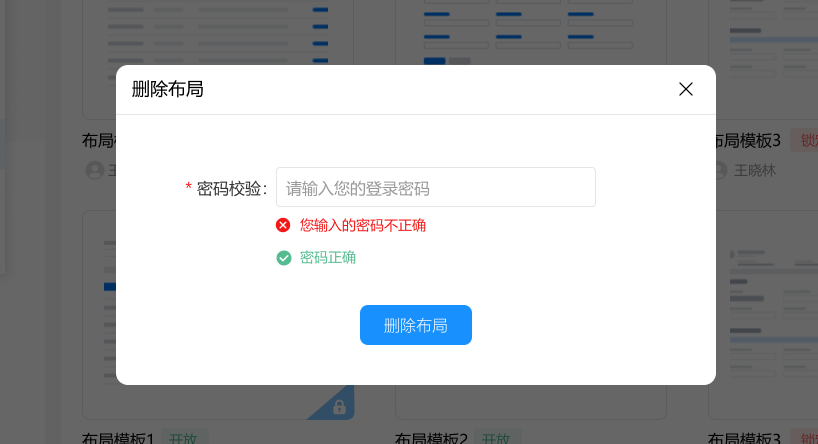 删除布局
布局 布局模板3 锁
王 王晓林
* 密码校验：
请输入您的登录密码
您输入的密码不正确
密码正确
删除布局
布局模板1 开放 布局模板2 开放 布局模板3 锁